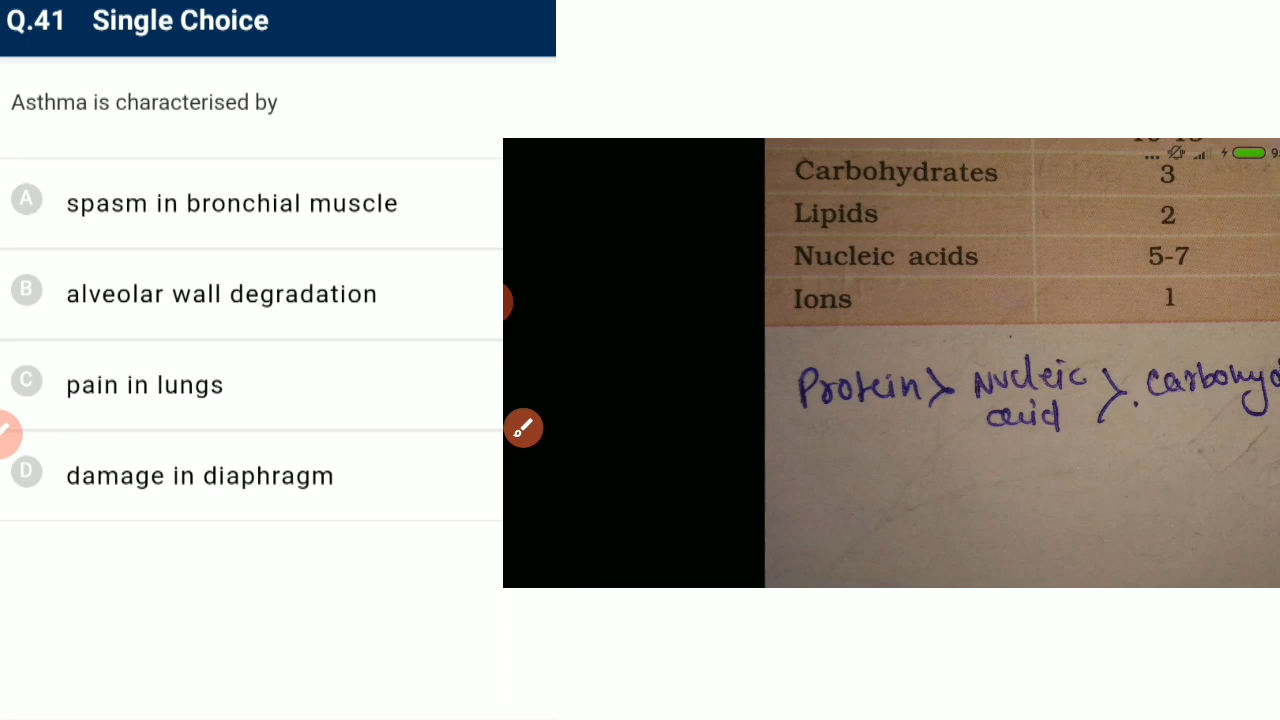 Q.41 Single Choice
Asthma is characterised by
A spasm in bronchial muscle
B alveolar wall degradation
C pain in lungs
D damage in diaphragm
Carbohydrates 3
Lipids 2
Nucleic acids 5-7
Ions 1
Protein > Nucleic acid > carbohyd